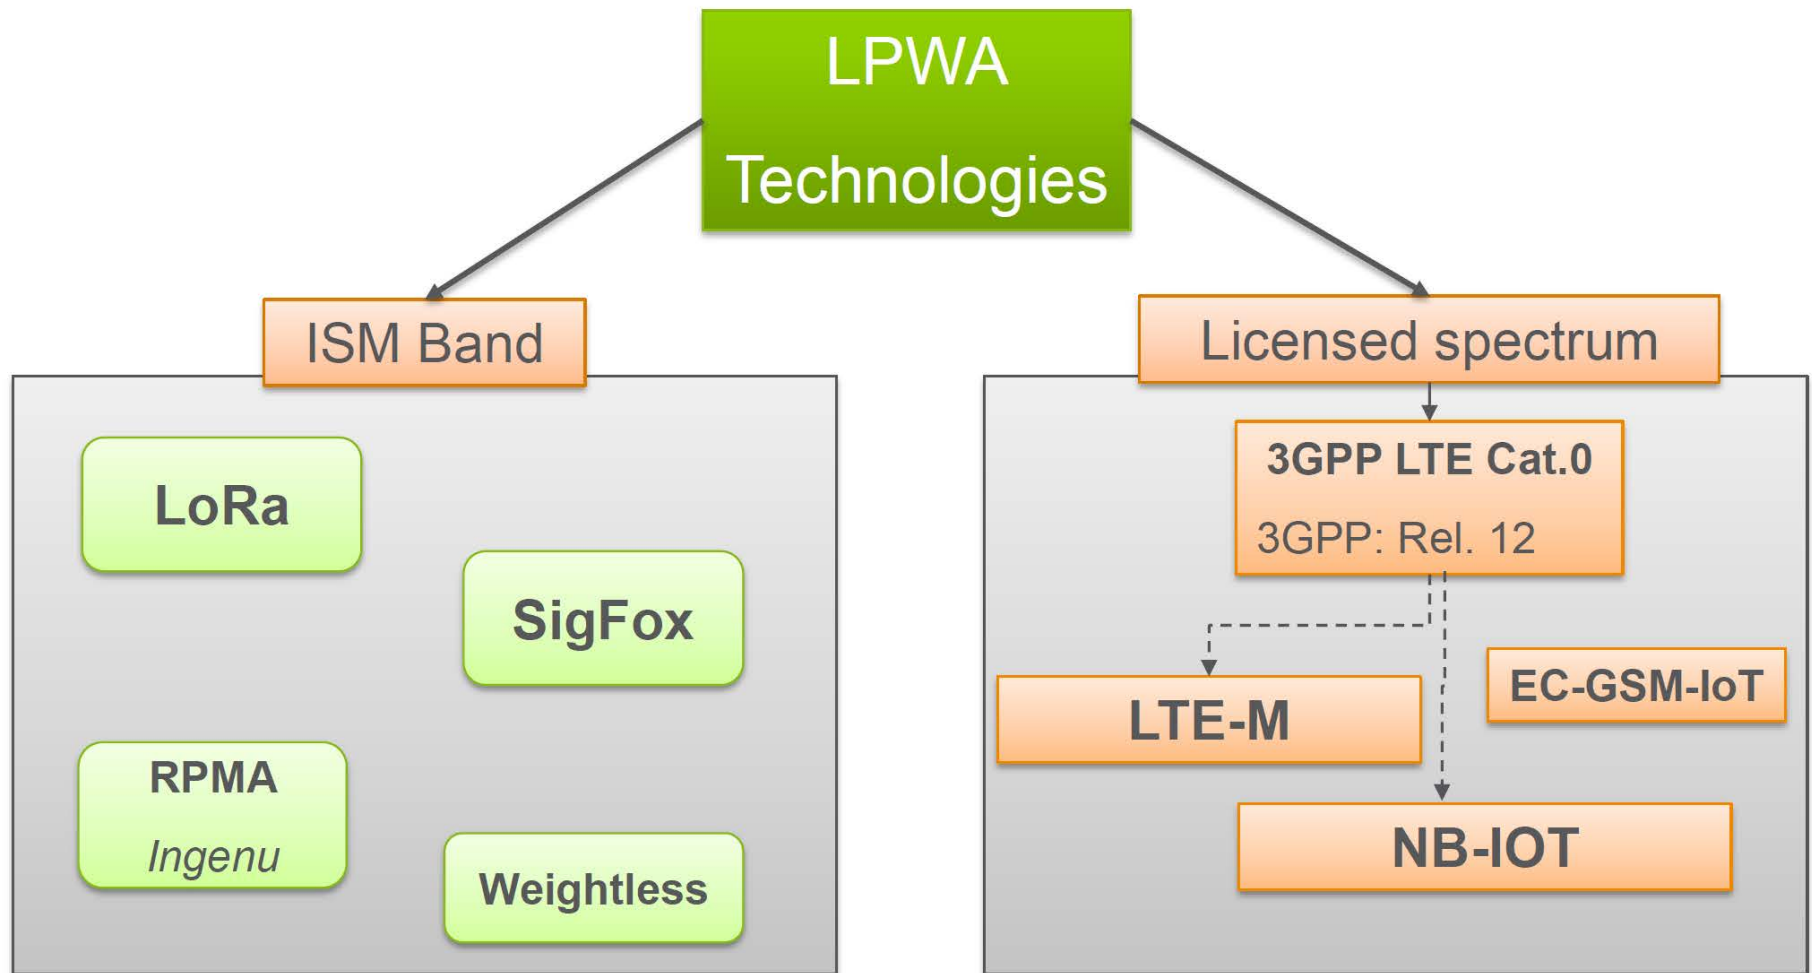 LPWA
Technologies
ISM Band
LoRa
SigFox
RPMA
Ingenu
Weightless
Licensed spectrum
3GPP LTE Cat.0
3GPP: Rel. 12
EC-GSM-IoT
LTE-M
NB-IOT